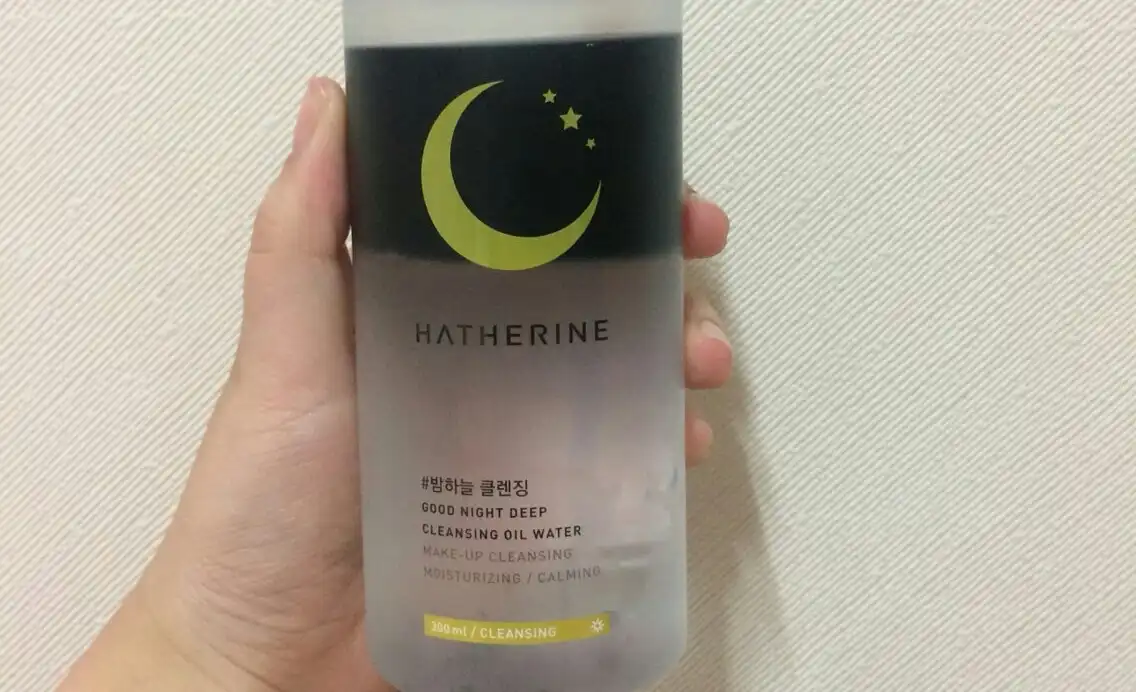 HATHERINE
#밤하늘 클렌징
GOOD NIGHT DEEP
CLEANSING OIL WATER
MAKE-UP CLEANSING
MOISTURIZING / CALMING
300ml / CLEANSING